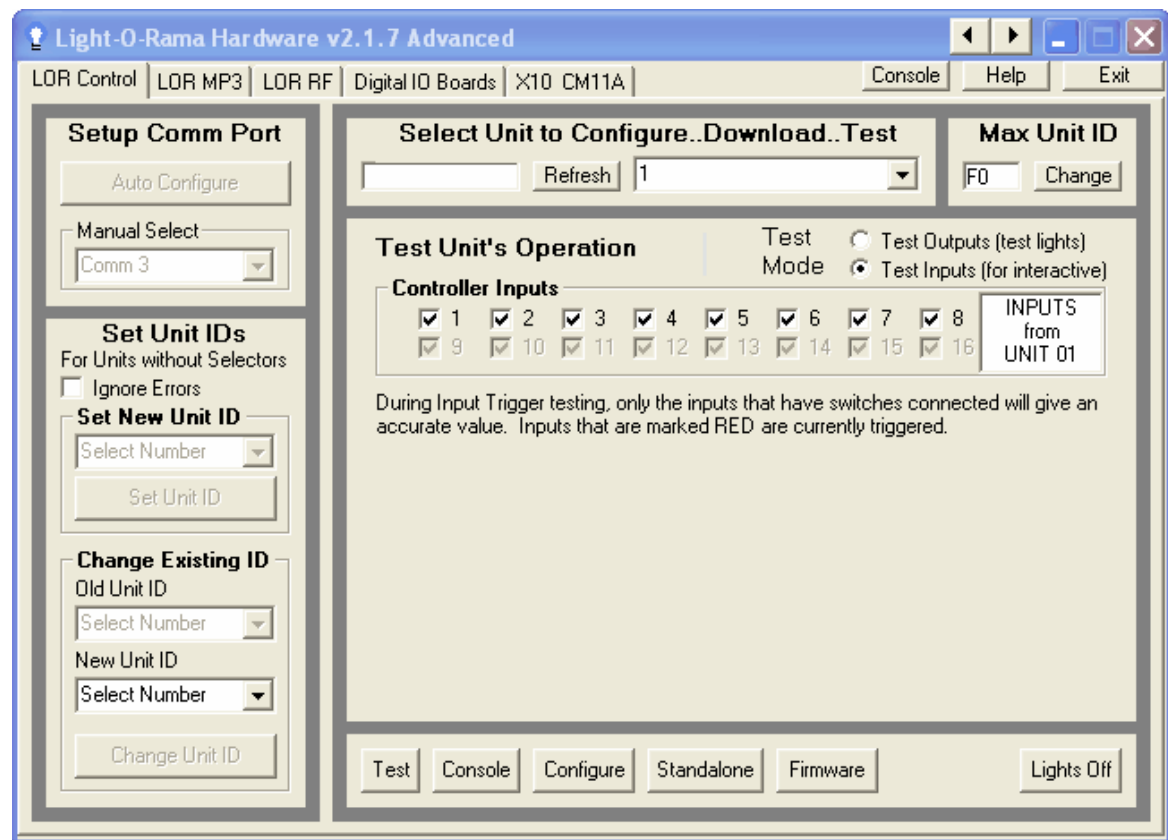 Light-O-Rama Hardware v2.1.7 Advanced
LOR Control LOR MP3 LOR RF Digital IO Boards X10 CM11A Console Help Exit
Setup Comm Port
Auto Configure
Manual Select
Comm 3
Set Unit IDs
For Units without Selectors
Ignore Errors
Set New Unit ID
Select Number
Set Unit ID
Change Existing ID
Old Unit ID
Select Number
New Unit ID
Select Number
Change Unit ID
Select Unit to Configure..Download..Test
Refresh 1
Max Unit ID
F0 Change
Test Unit's Operation
Test Mode
Test Outputs (test lights)
Test Inputs (for interactive)
Controller Inputs
1 2 3 4 5 6 7 8
9 10 11 12 13 14 15 16
INPUTS
from
UNIT 01
During Input Trigger testing, only the inputs that have switches connected will give an
accurate value. Inputs that are marked RED are currently triggered.
Test Console Configure Standalone Firmware Lights Off